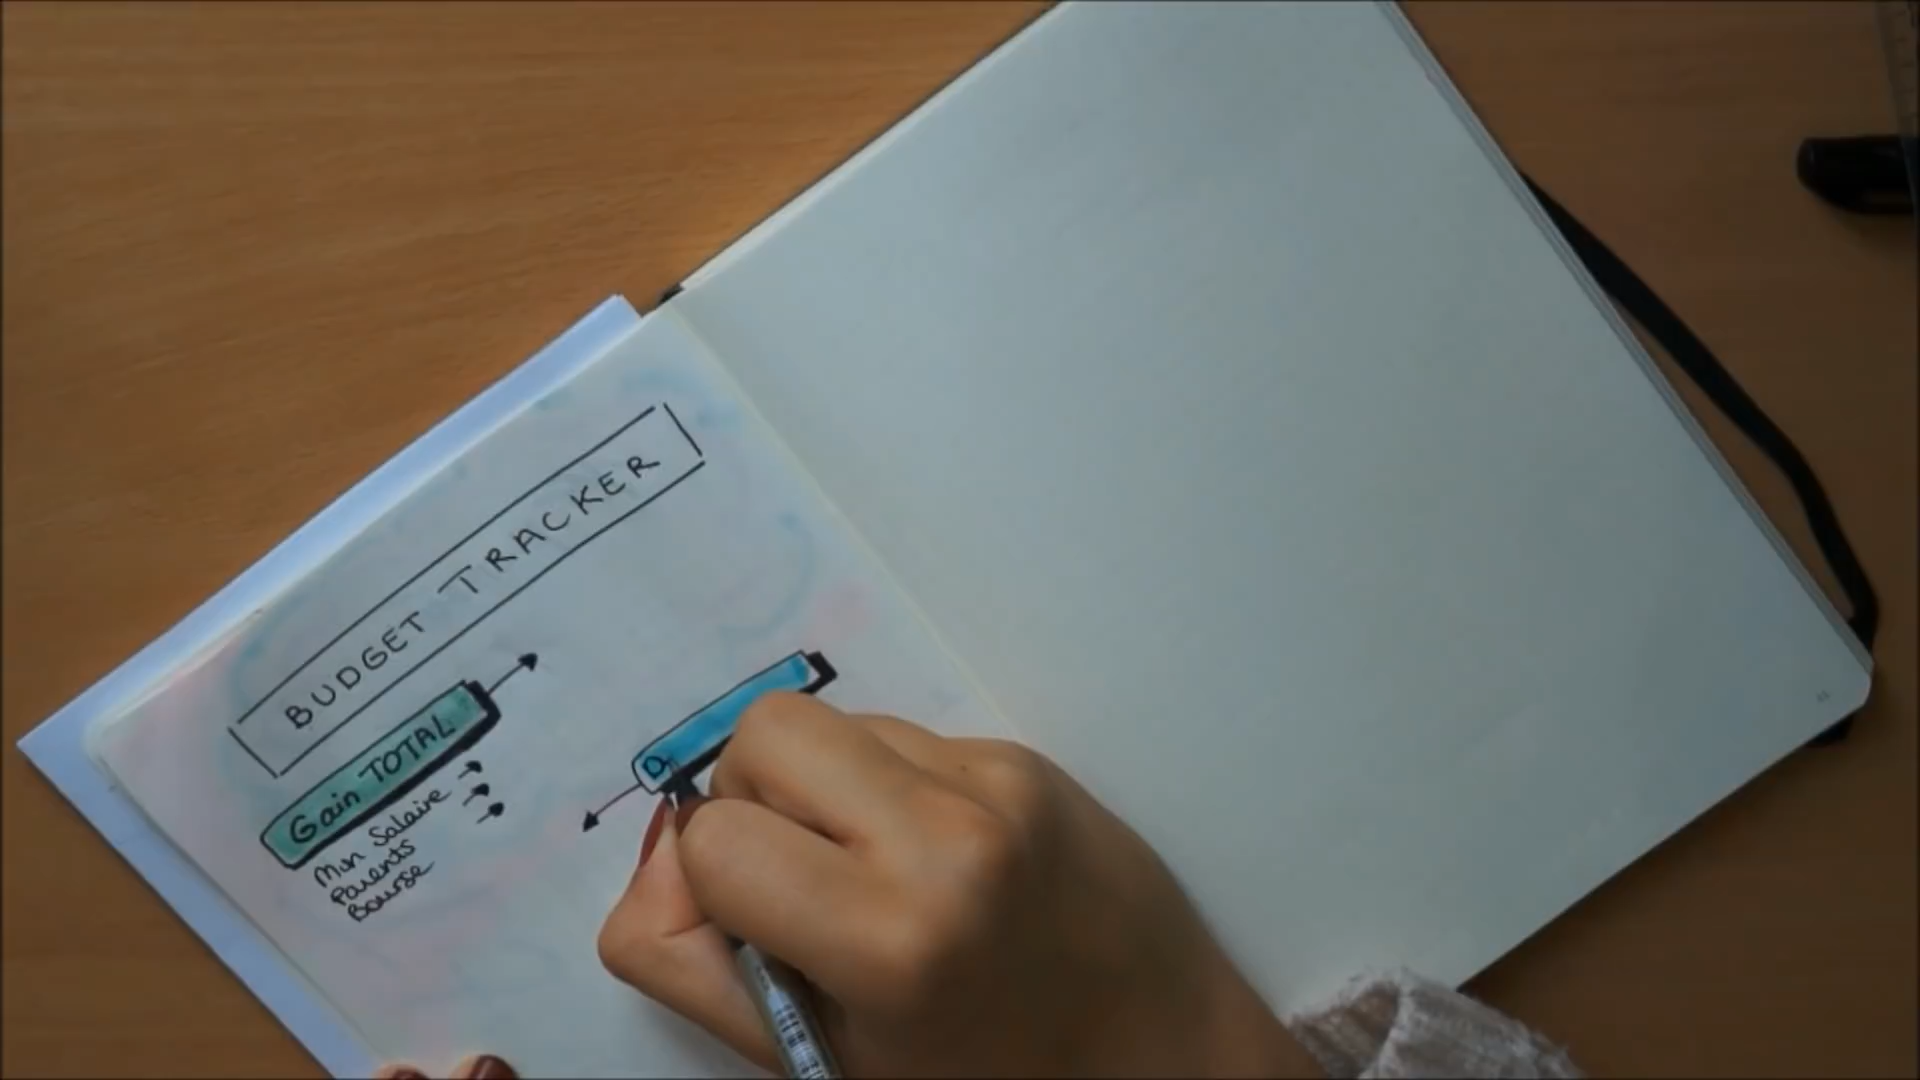 BUDGET TRACKER
Gain TOTAL
Mon Salaire
Parents
Bourse
D